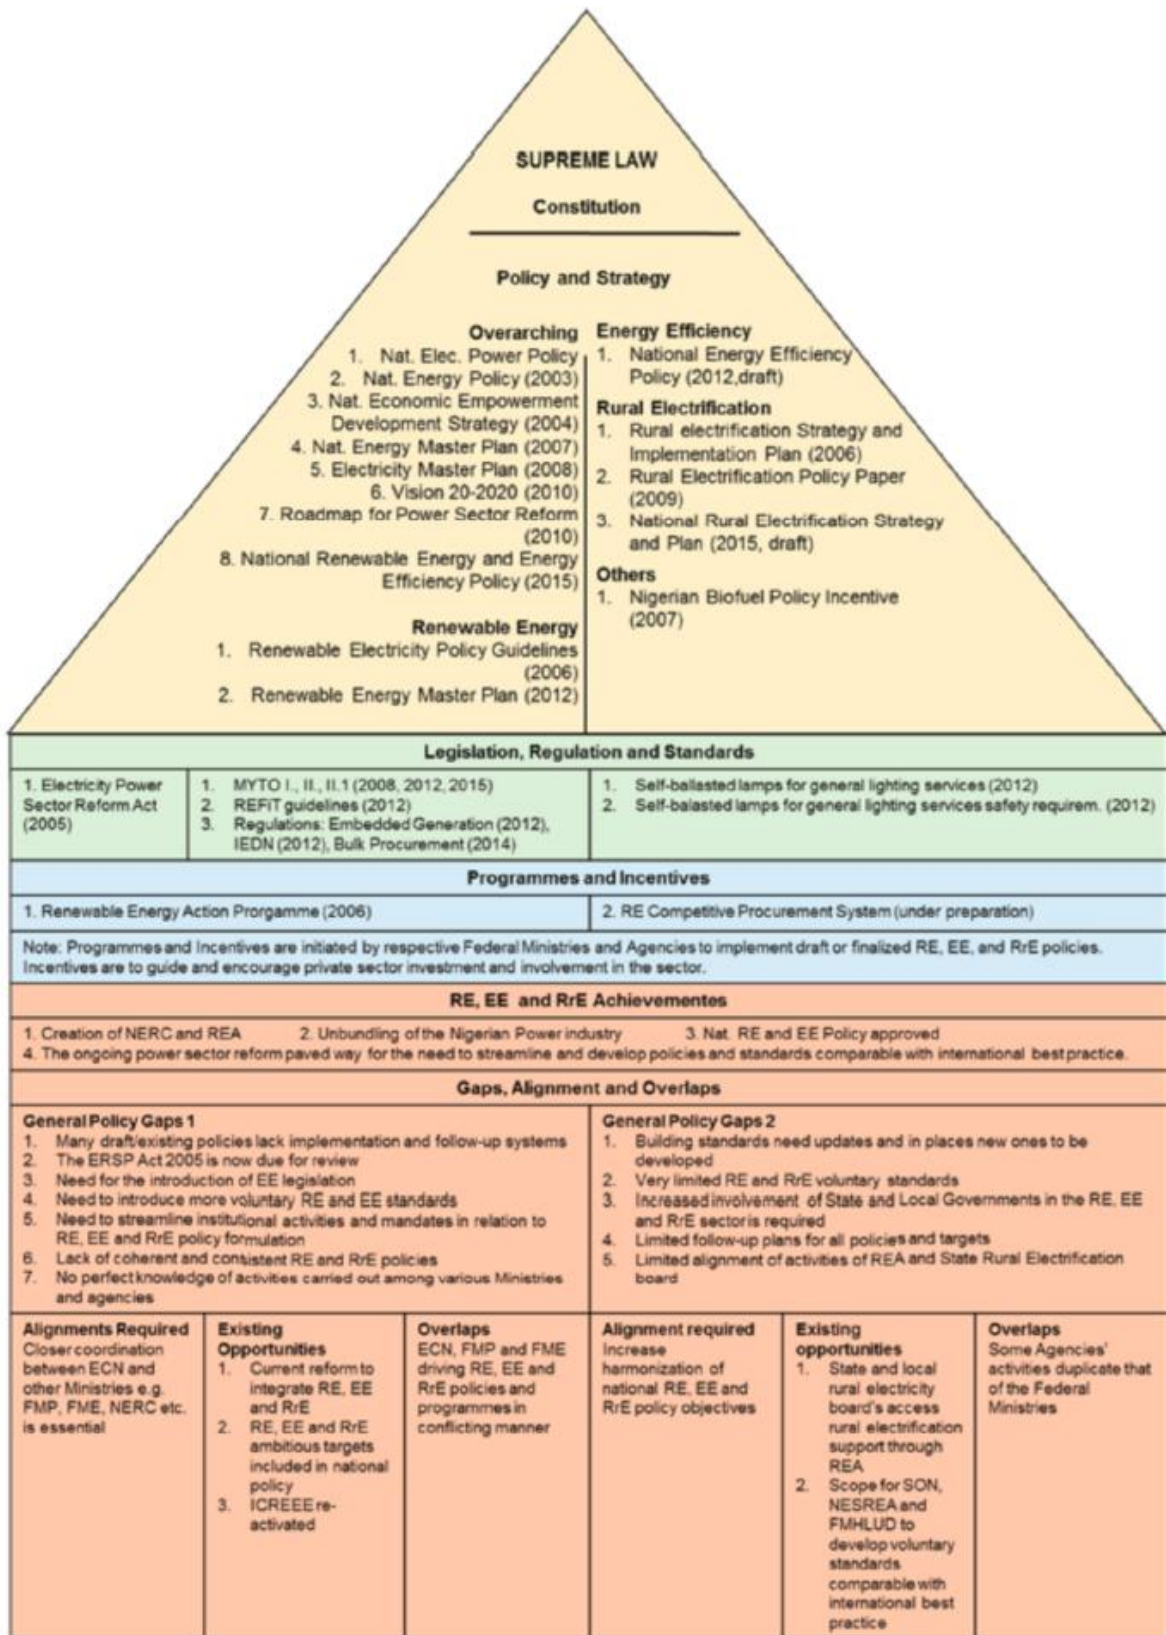 SUPREME LAW
Constitution
Policy and Strategy
Overarching
1. Nat. Elec. Power Policy
2. Nat. Energy Policy (2003)
3. Nat. Economic Empowerment
Development Strategy (2004)
4. Nat. Energy Master Plan (2007)
5. Electricity Master Plan (2008)
6. Vision 20-2020 (2010)
7. Roadmap for Power Sector Reform
(2010)
8. National Renewable Energy and Energy
Efficiency Policy (2015)
Renewable Energy
1. Renewable Electricity Policy Guidelines
(2006)
2. Renewable Energy Master Plan (2012)
Energy Efficiency
1. National Energy Efficiency
Policy (2012,draft)
Rural Electrification
1. Rural electrification Strategy and
Implementation Plan (2006)
2. Rural Electrification Policy Paper
(2009)
3. National Rural Electrification Strategy
and Plan (2015, draft)
Others
1. Nigerian Biofuel Policy Incentive
(2007)
Legislation, Regulation and Standards
1. Electricity Power
Sector Reform Act
(2005)
1. MYTO I., II., II.1 (2008, 2012, 2015)
2. REFiT guidelines (2012)
3. Regulations: Embedded Generation (2012),
IEDN (2012), Bulk Procurement (2014)
1. Self-ballasted lamps for general lighting services (2012)
2. Self-balasted lamps for general lighting services safety requirem. (2012)
Programmes and Incentives
1. Renewable Energy Action Prorgamme (2006)
2. RE Competitive Procurement System (under preparation)
Note: Programmes and Incentives are initiated by respective Federal Ministries and Agencies to implement draft or finalized RE, EE, and RrE policies.
Incentives are to guide and encourage private sector investment and involvement in the sector.
RE, EE and RrE Achievementes
1. Creation of NERC and REA 2. Unbundling of the Nigerian Power industry 3. Nat. RE and EE Policy approved
4. The ongoing power sector reform paved way for the need to streamline and develop policies and standards comparable with international best practice.
Gaps, Alignment and Overlaps
General Policy Gaps 1
1. Many draft/existing policies lack implementation and follow-up systems
2. The ERSP Act 2005 is now due for review
3. Need for the introduction of EE legislation
4. Need to introduce more voluntary RE and EE standards
5. Need to streamline institutional activities and mandates in relation to
RE, EE and RrE policy formulation
6. Lack of coherent and consistent RE and RrE policies
7. No perfect knowledge of activities carried out among various Ministries
and agencies
General Policy Gaps 2
1. Building standards need updates and in places new ones to be
developed
2. Very limited RE and RrE voluntary standards
3. Increased involvement of State and Local Governments in the RE, EE
and RrE sector is required
4. Limited follow-up plans for all policies and targets
5. Limited alignment of activities of REA and State Rural Electrification
board
Alignments Required
Closer coordination
between ECN and
other Ministries e.g.
FMP, FME, NERC etc.
is essential
Existing
Opportunities
1. Current reform to
integrate RE, EE
and RrE
2. RE, EE and RrE
ambitious targets
included in national
policy
3. ICREEE re-
activated
Overlaps
ECN, FMP and FME
driving RE, EE and
RrE policies and
programmes in
conflicting manner
Alignment required
Increase
harmonization of
national RE, EE and
RrE policy objectives
Existing
opportunities
1. State and local
rural electricity
board's access
rural electrification
support through
REA
2. Scope for SON,
NESREA and
FMHLUD to
develop voluntary
standards
comparable with
international best
practice
Overlaps
Some Agencies'
activities duplicate that
of the Federal
Ministries